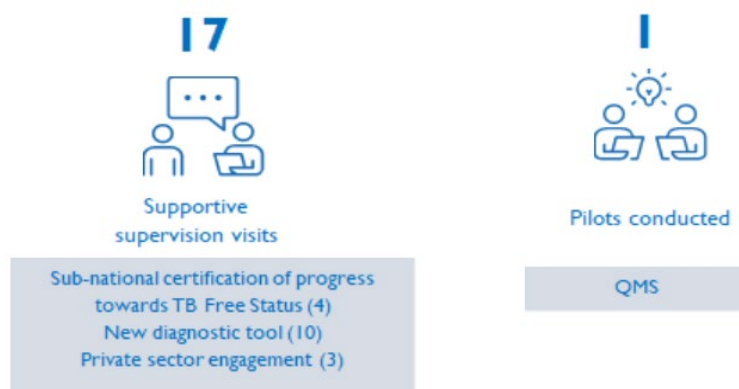 17
Supportive
supervision visits
Sub-national certification of progress
towards TB Free Status (4)
New diagnostic tool (10)
Private sector engagement (3)
1
Pilots conducted
QMS